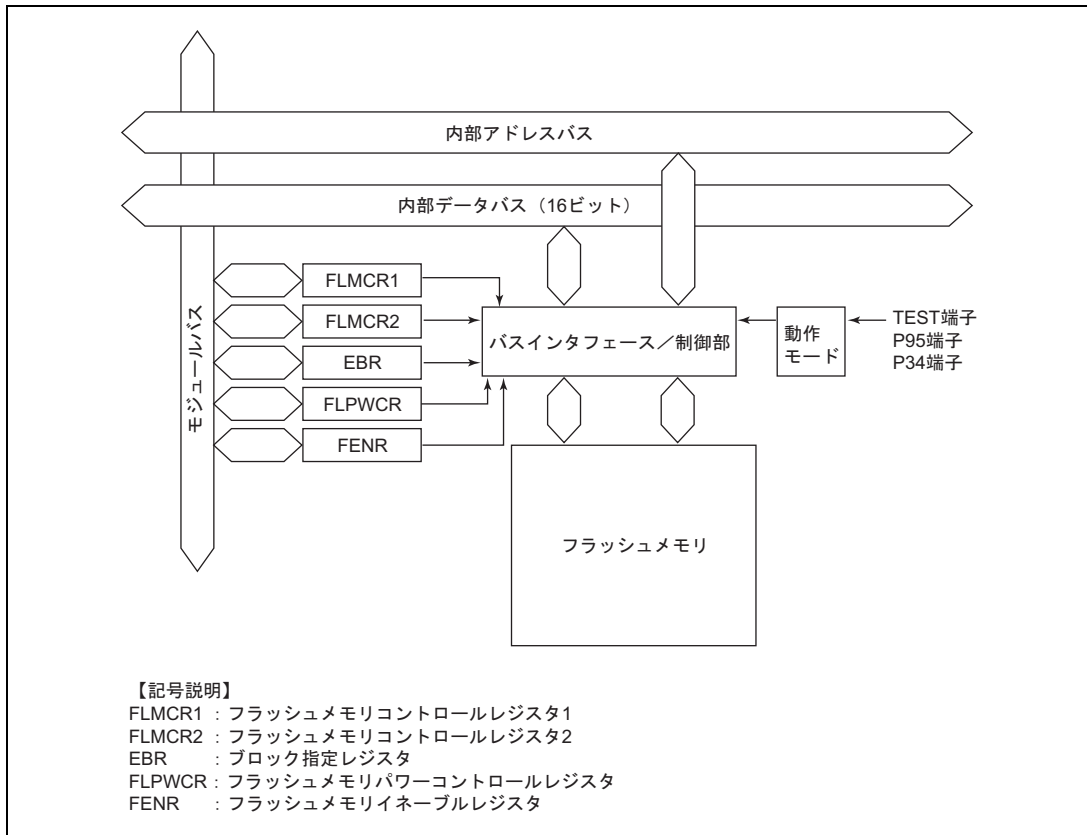 内部アドレスバス
内部データバス（16ビット）
モジュールバス
FLMCR1
FLMCR2
EBR
FLPWCR
FENR
バスインタフェース／制御部
動作
モード
TEST端子
P95端子
P34端子
フラッシュメモリ
【記号説明】
FLMCR1 ：フラッシュメモリコントロールレジスタ1
FLMCR2 ：フラッシュメモリコントロールレジスタ2
EBR ：ブロック指定レジスタ
FLPWCR：フラッシュメモリパワーコントロールレジスタ
FENR ：フラッシュメモリイネーブルレジスタ